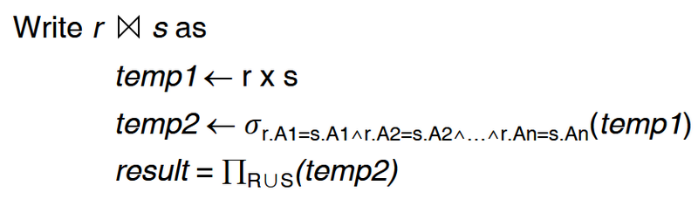 Write r ⋈ s as
temp1 ← r x s
temp2 ← σr.A1=s.A1∧r.A2=s.A2∧…∧r.An=s.An(temp1)
result = ∏R∪S(temp2)